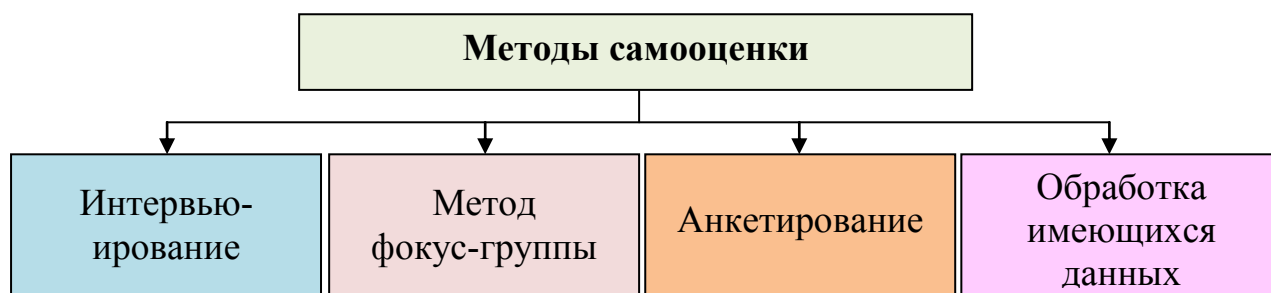 Методы самооценки
Интервью-
ирование
Метод
фокус-группы
Анкетирование
Обработка
имеющихся
данных